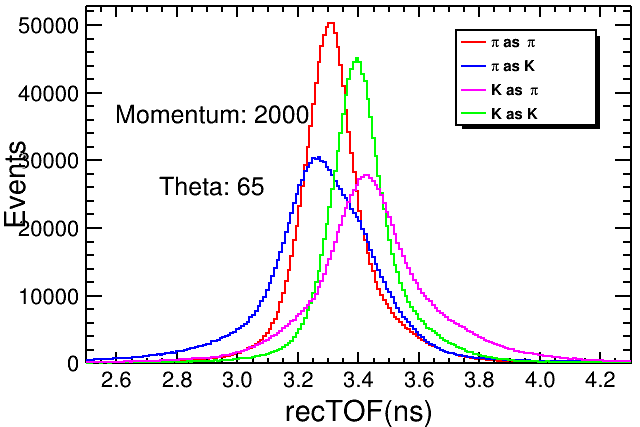 50000
40000
30000
20000
10000
0
Events
Momentum: 2000
Theta: 65
π as π
π as K
K as π
K as K
2.6 2.8 3.0 3.2 3.4 3.6 3.8 4.0 4.2
recTOF(ns)